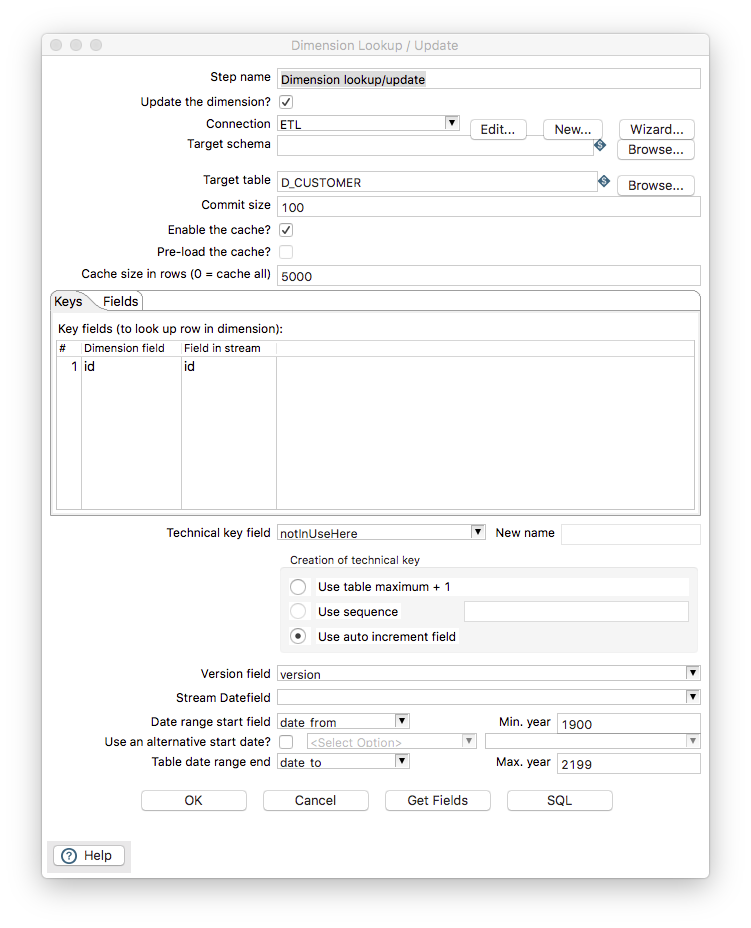 Dimension Lookup / Update
Step name Dimension lookup/update
Update the dimension?
Connection ETL Edit... New... Wizard...
Target schema Browse...
Target table D_CUSTOMER Browse...
Commit size 100
Enable the cache?
Pre-load the cache?
Cache size in rows (0 = cache all) 5000
Keys Fields
Key fields (to look up row in dimension):
# Dimension field Field in stream
1 id id
Technical key field notInUseHere New name
Creation of technical key
Use table maximum + 1
Use sequence
Use auto increment field
Version field version
Stream Datefield
Date range start field date_from Min. year 1900
Use an alternative start date? <Select Option>
Table date range end date_to Max. year 2199
OK Cancel Get Fields SQL
? Help